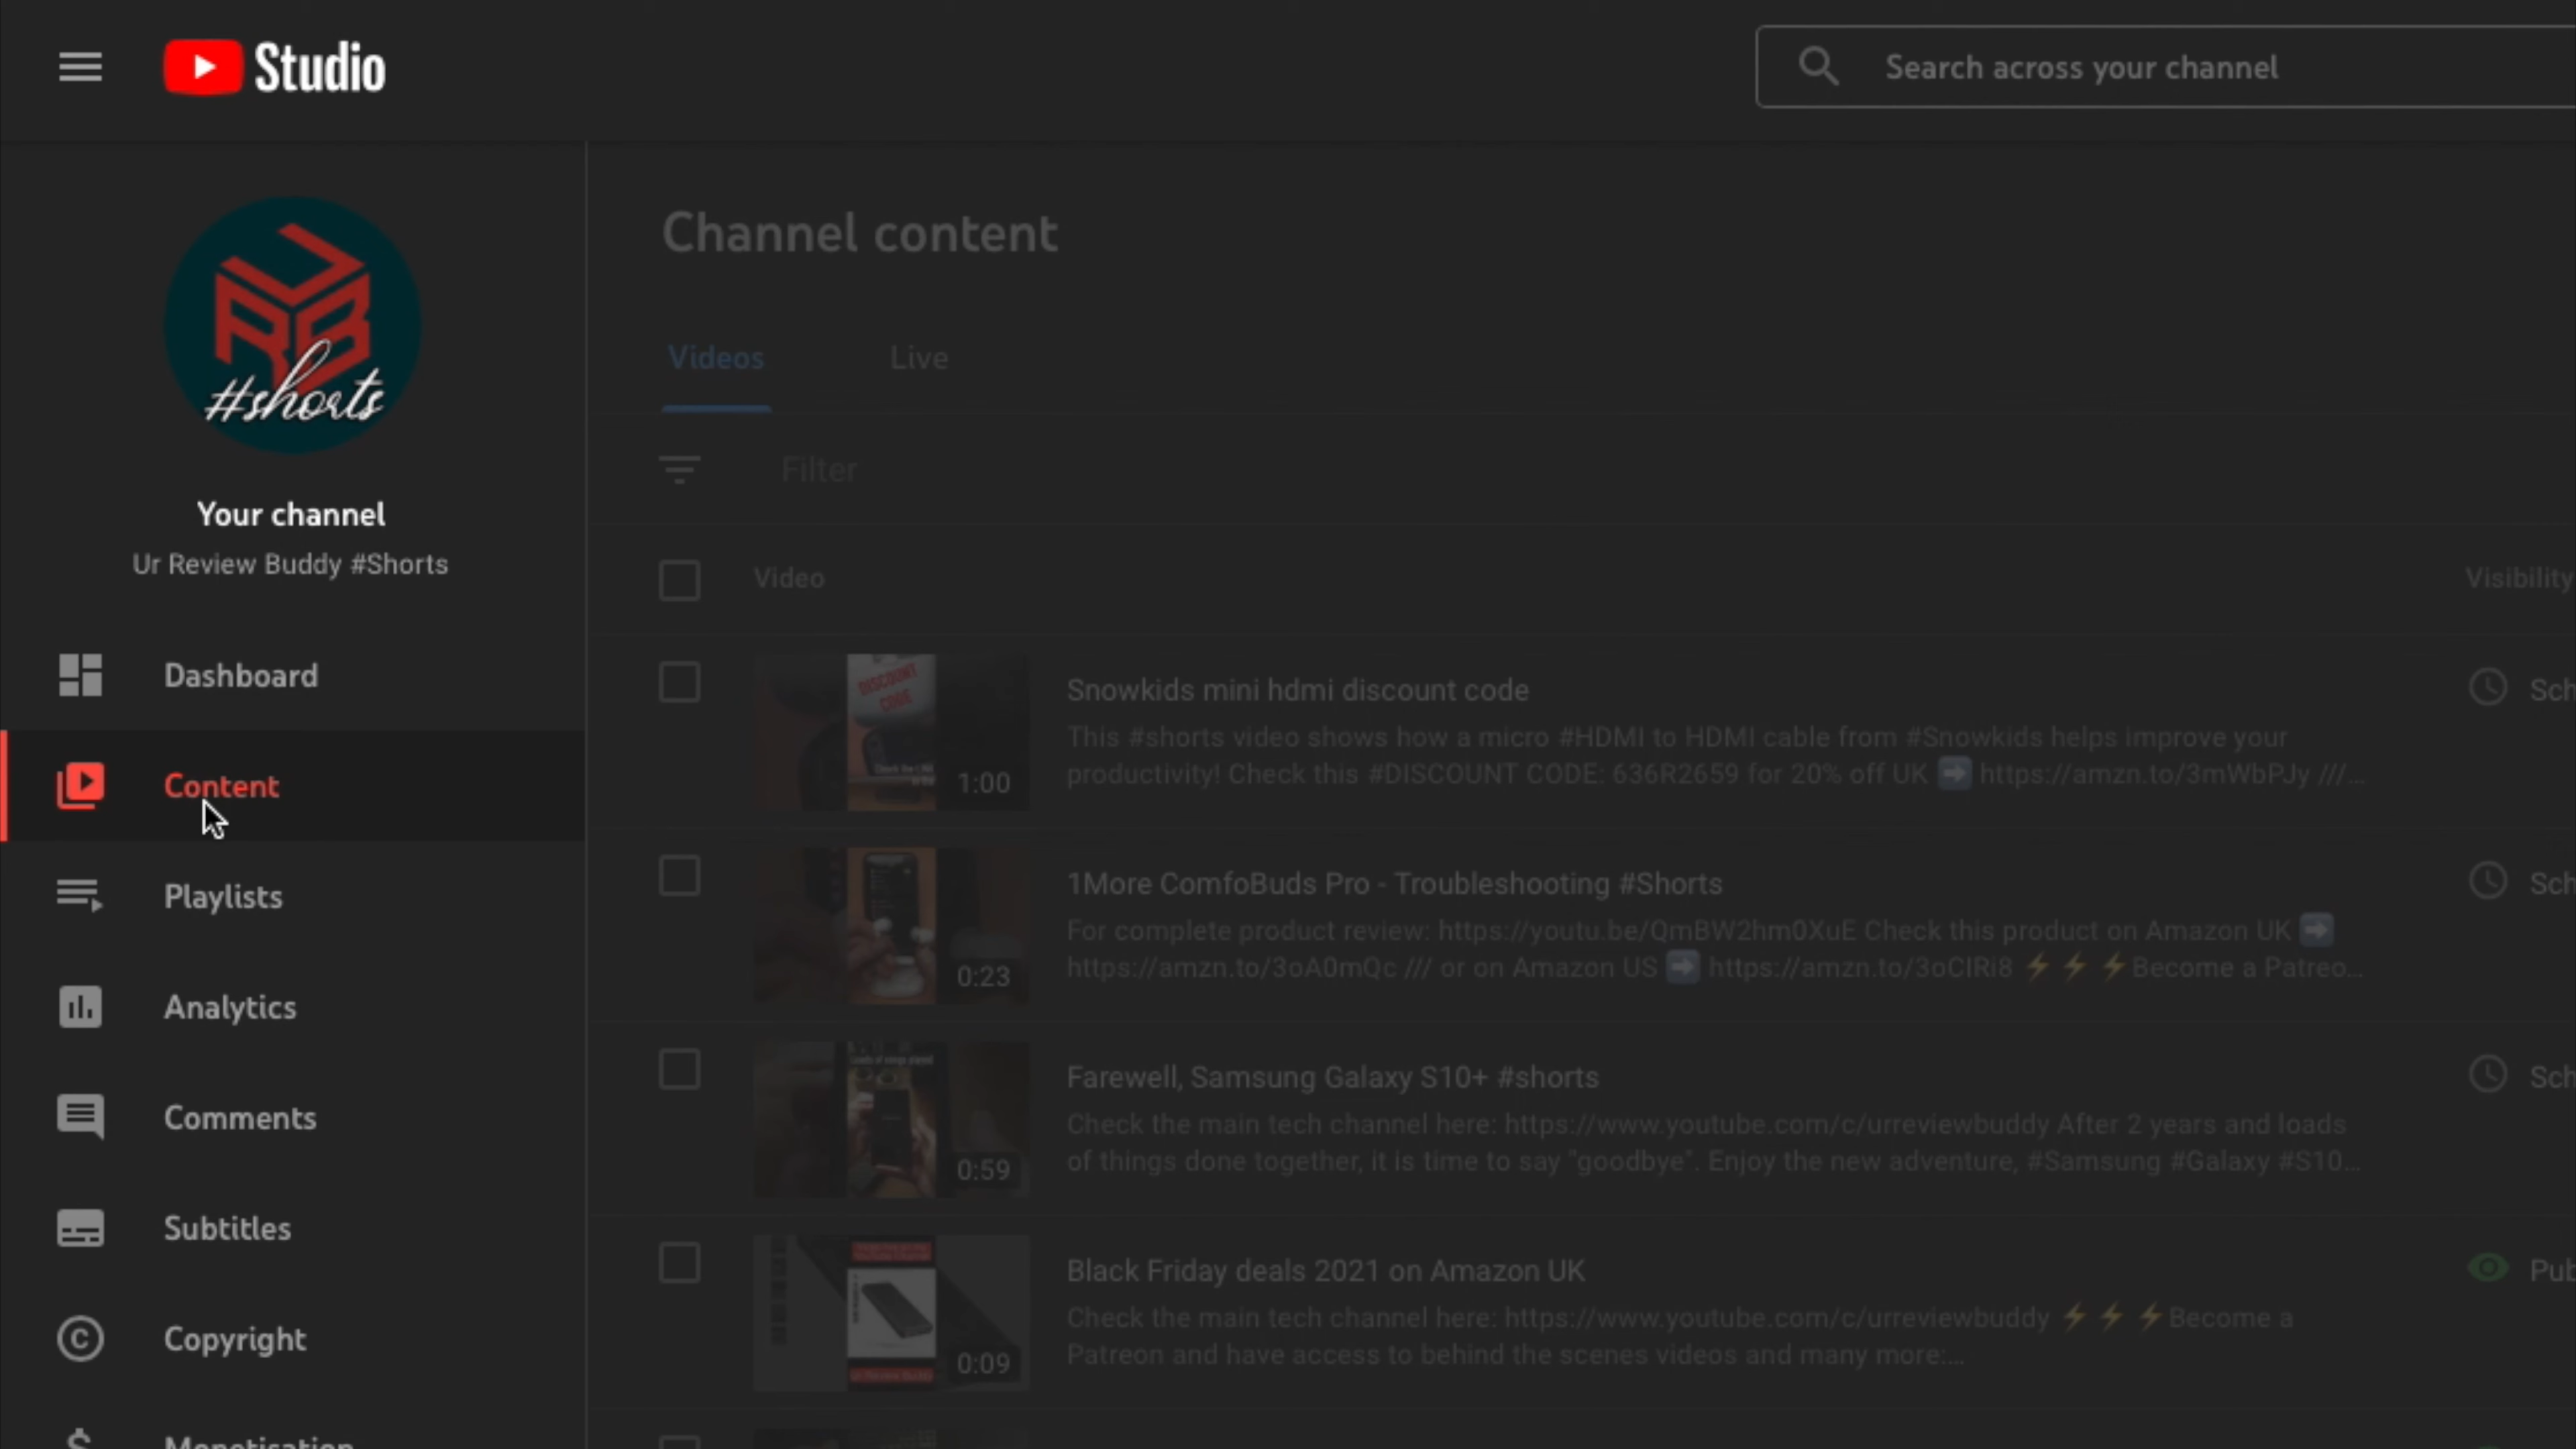 Studio
Search across your channel
URB
#shorts
Your channel
Ur Review Buddy #Shorts
Dashboard
Content
Playlists
Analytics
Comments
Subtitles
Copyright
Monetisation
Channel content
Videos
Live
Filter
Video
Visibility
DISCOUNT
CODE
1:00
Snowkids mini hdmi discount code
Sch
This #shorts video shows how a micro #HDMI to HDMI cable from #Snowkids helps improve your
productivity! Check this #DISCOUNT CODE: 636R2659 for 20% off UK ➡ https://amzn.to/3mWbPJy ///...
0:23
1More ComfoBuds Pro - Troubleshooting #Shorts
Sch
For complete product review: https://youtu.be/QmBW2hm0XuE Check this product on Amazon UK ➡
https://amzn.to/3oA0mQc /// or on Amazon US ➡ https://amzn.to/3oCIRi8 ⚡⚡⚡Become a Patreo...
0:59
Farewell, Samsung Galaxy S10+ #shorts
Sch
Check the main tech channel here: https://www.youtube.com/c/urreviewbuddy After 2 years and loads
of things done together, it is time to say "goodbye". Enjoy the new adventure, #Samsung #Galaxy #S10...
Ur Review Buddy
0:09
Black Friday deals 2021 on Amazon UK
Pub
Check the main tech channel here: https://www.youtube.com/c/urreviewbuddy ⚡⚡⚡Become a
Patreon and have access to behind the scenes videos and many more:...